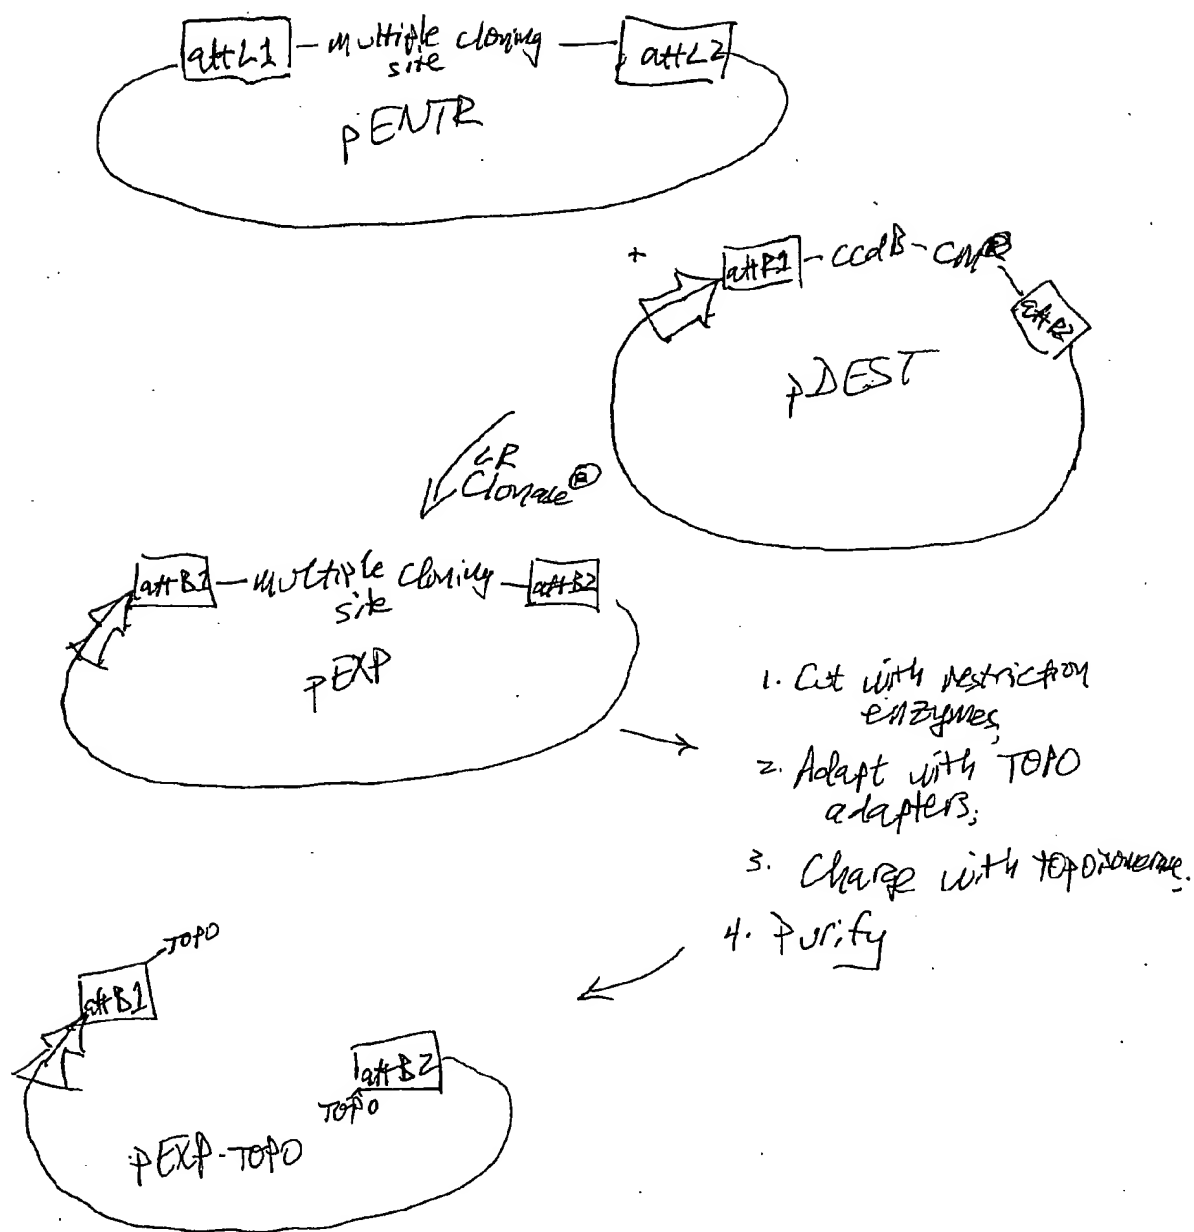 attL1 – multiple cloning – attL2
site
pENTR
+
attR1 – ccdB – CmR
attR2
pDEST
LR
Clonase®
attB1 – multiple cloning – attB2
site
pEXP
1. Cut with restriction
enzymes;
2. Adapt with TOPO
adapters;
3. Charge with topoisomerase.
4. Purify
TOPO
attB1
attB2
TOPO
pEXP-TOPO